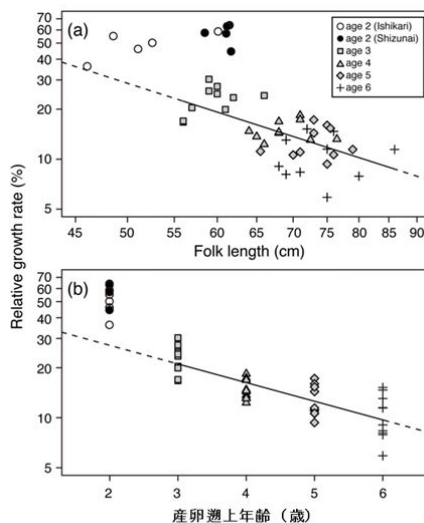 (a)
age 2 (Ishikari)
age 2 (Shizunai)
age 3
age 4
age 5
age 6
70
60
50
40
30
20
10
5
45
50
55
60
65
70
75
80
85
90
Folk length (cm)
Relative growth rate (%)
(b)
70
60
50
40
30
20
10
5
2
3
4
5
6
産卵遡上年齢（歳）